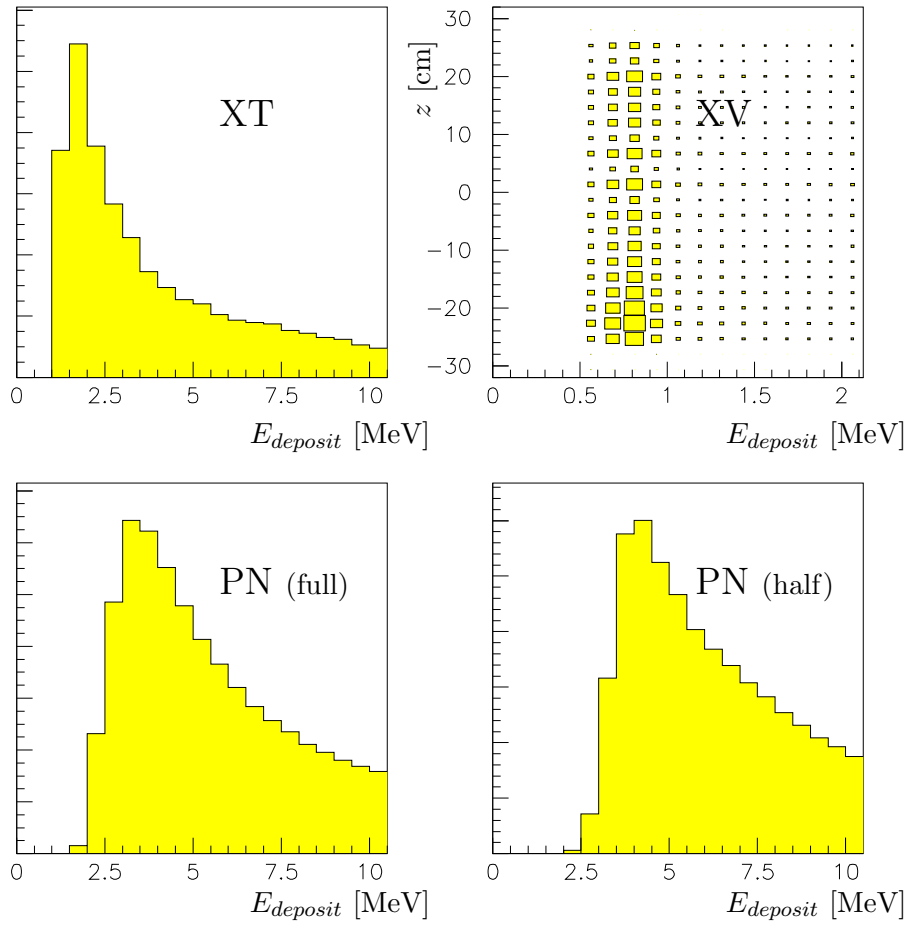 XT
0 2.5 5 7.5 10
E_deposit [MeV]
z [cm]
30
20
10
0
−10
−20
−30
XV
0 0.5 1 1.5 2
E_deposit [MeV]
PN (full)
0 2.5 5 7.5 10
E_deposit [MeV]
PN (half)
0 2.5 5 7.5 10
E_deposit [MeV]